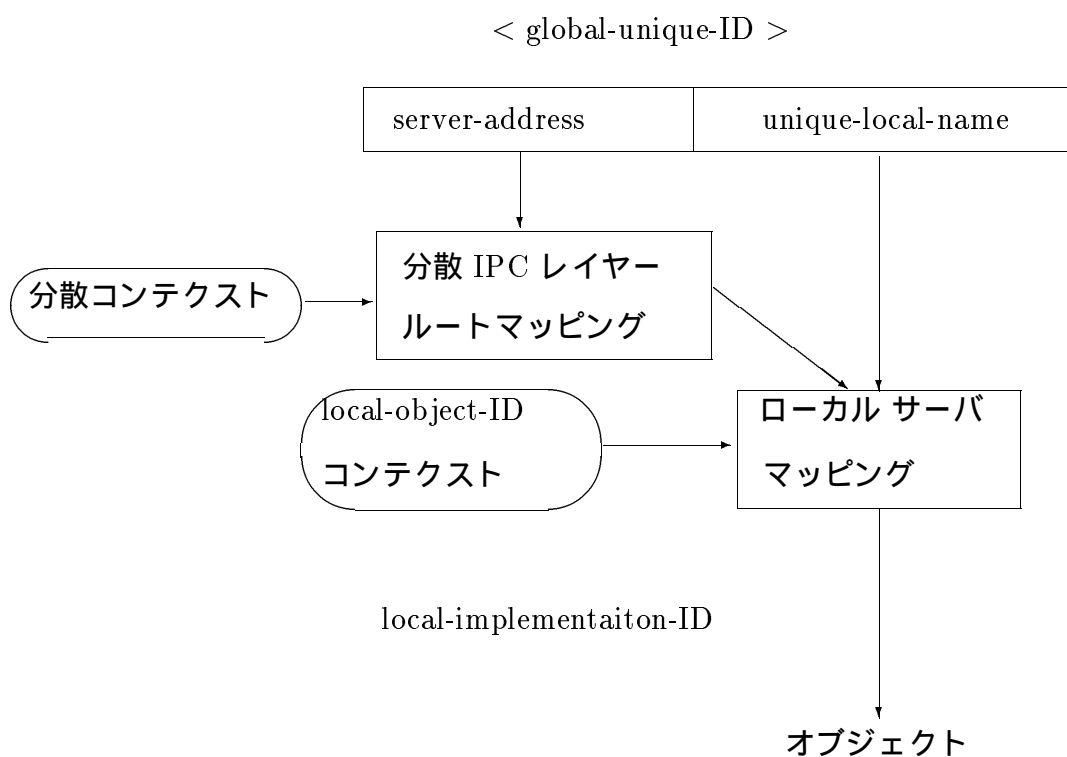 < global-unique-ID >
server-address
unique-local-name
分散 IPC レイヤー
ルートマッピング
分散コンテクスト
local-object-ID
コンテクスト
ローカル サーバ
マッピング
local-implementaiton-ID
オブジェクト